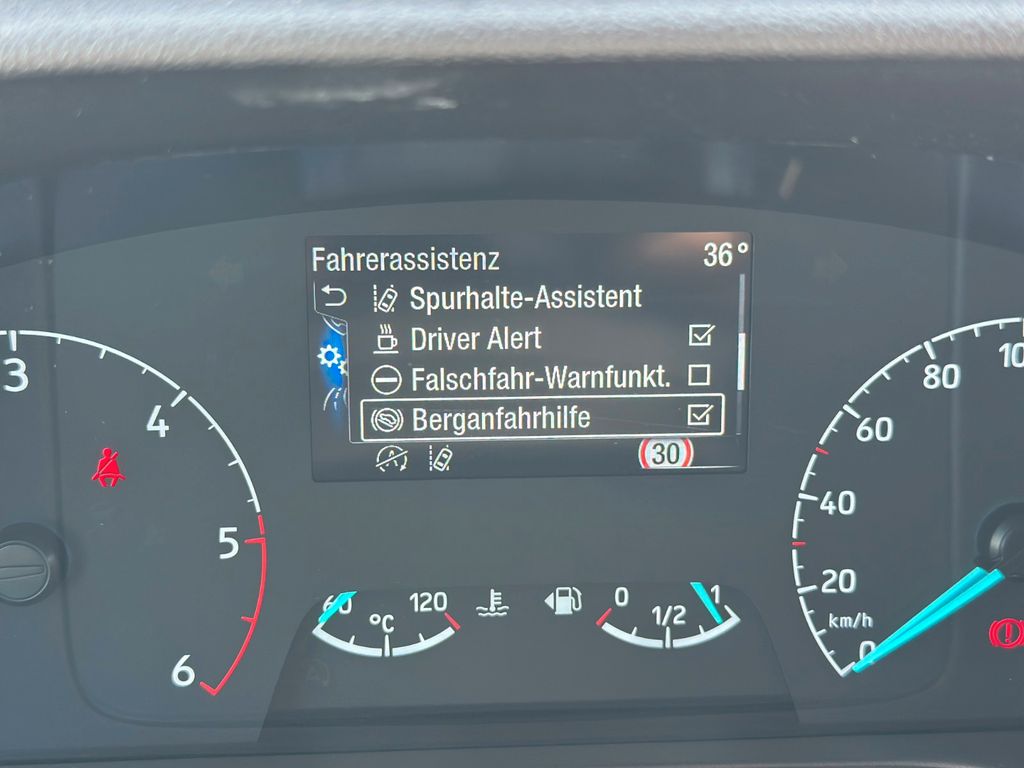 Fahrerassistenz 36°
Spurhalte-Assistent
Driver Alert
Falschfahr-Warnfunkt.
Berganfahrhilfe
30
3
4
5
6
60 120
°C
0 1/2 1
10
80
60
40
20
km/h
0